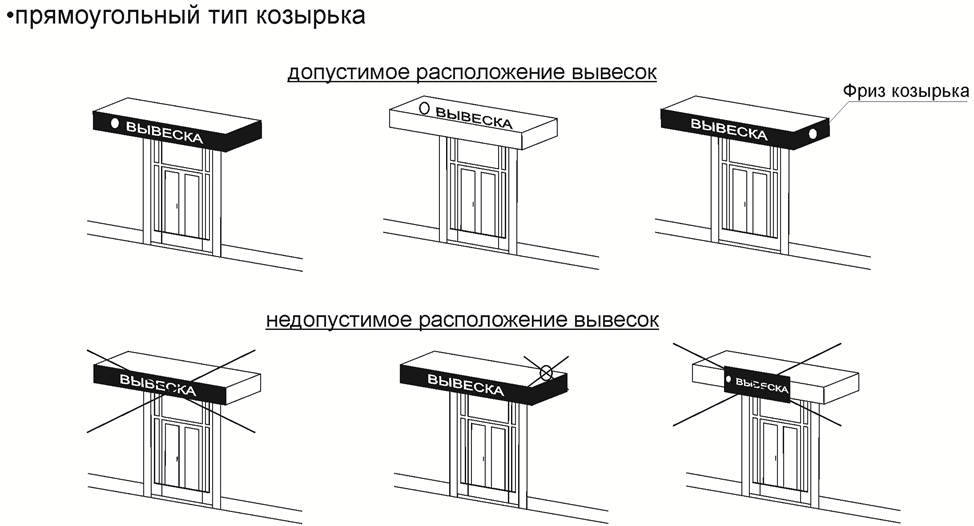 •прямоугольный тип козырька
допустимое расположение вывесок
Фриз козырька
ВЫВЕСКА
ВЫВЕСКА
ВЫВЕСКА
недопустимое расположение вывесок
ВЫВЕСКА
ВЫВЕСКА
ВЫВЕСКА